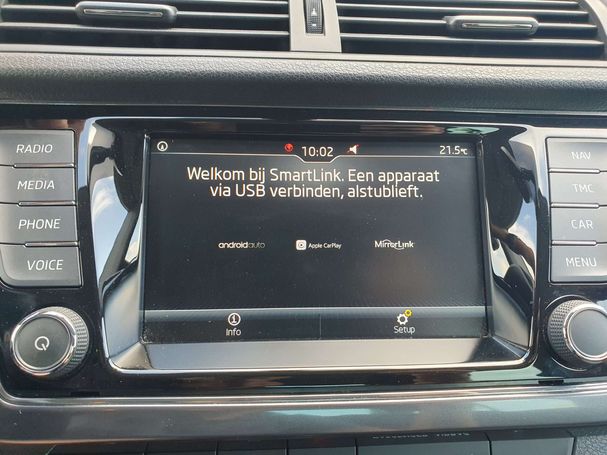 RADIO
MEDIA
PHONE
VOICE
10:02
21.5°C
Welkom bij SmartLink. Een apparaat
via USB verbinden, alstublieft.
androidauto
Apple CarPlay
MirrorLink
Info
Setup
NAV
TMC
CAR
MENU